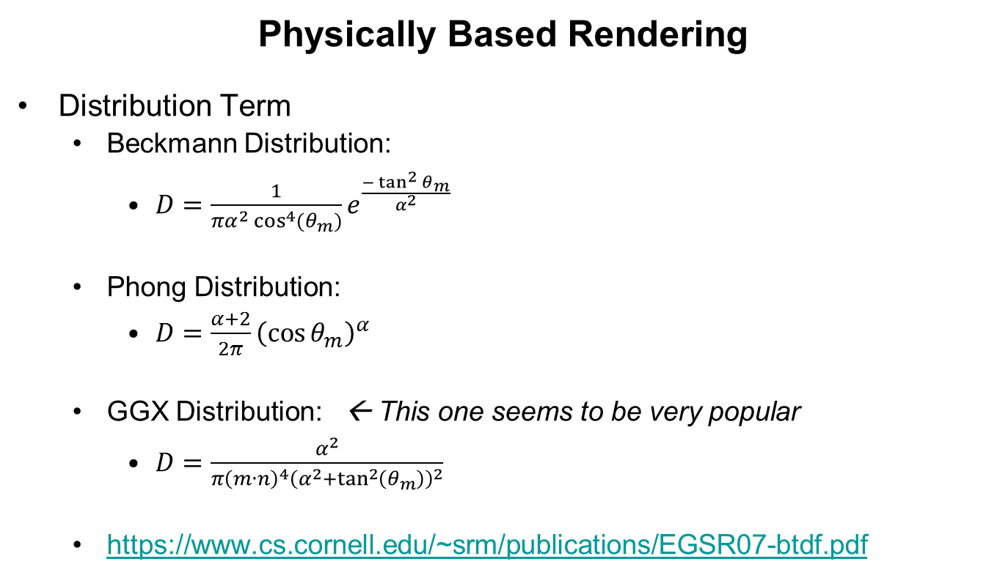 Physically Based Rendering
• Distribution Term
• Beckmann Distribution:
• $D = \frac{1}{\pi\alpha^2 \cos^4(\theta_m)} e^{\frac{-\tan^2 \theta_m}{\alpha^2}}$
• Phong Distribution:
• $D = \frac{\alpha+2}{2\pi} (\cos \theta_m)^\alpha$
• GGX Distribution: ← This one seems to be very popular
• $D = \frac{\alpha^2}{\pi(m \cdot n)^4(\alpha^2+\tan^2(\theta_m))^2}$
• https://www.cs.cornell.edu/~srm/publications/EGSR07-btdf.pdf